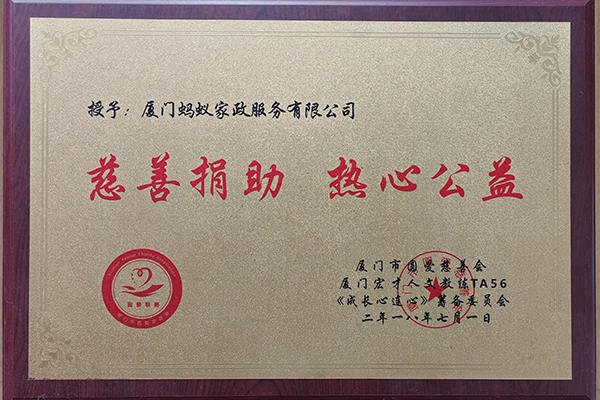 授予：厦门蚂蚁家政服务有限公司
慈善捐助 热心公益
厦门市圆爱慈善会
厦门宏才人文教练TA56
《成长心连心》筹备委员会
二年一八年七月一日